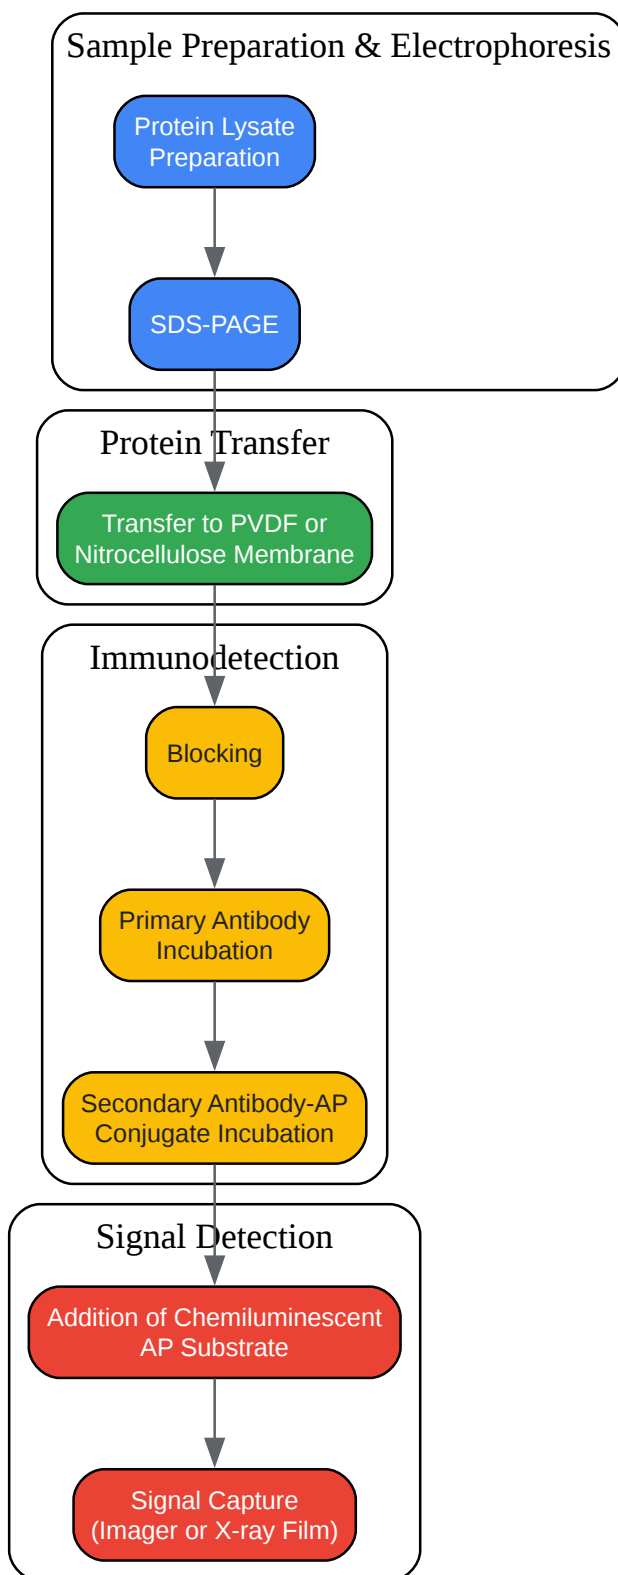 Sample Preparation & Electrophoresis
Protein Lysate
Preparation
SDS-PAGE
Protein Transfer
Transfer to PVDF or
Nitrocellulose Membrane
Immunodetection
Blocking
Primary Antibody
Incubation
Secondary Antibody-AP
Conjugate Incubation
Signal Detection
Addition of Chemiluminescent
AP Substrate
Signal Capture
(Imager or X-ray Film)